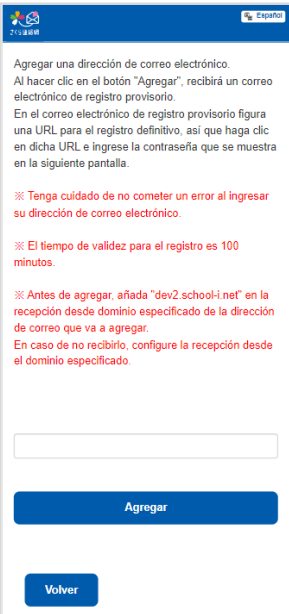 さくら連絡網
Español
Agregar una dirección de correo electrónico.
Al hacer clic en el botón "Agregar", recibirá un correo
electrónico de registro provisorio.
En el correo electrónico de registro provisorio figura
una URL para el registro definitivo, así que haga clic
en dicha URL e ingrese la contraseña que se muestra
en la siguiente pantalla.
※ Tenga cuidado de no cometer un error al ingresar
su dirección de correo electrónico.
※ El tiempo de validez para el registro es 100
minutos.
※ Antes de agregar, añada "dev2.school-i.net" en la
recepción desde dominio especificado de la dirección
de correo que va a agregar.
En caso de no recibirlo, configure la recepción desde
el dominio especificado.
Agregar
Volver